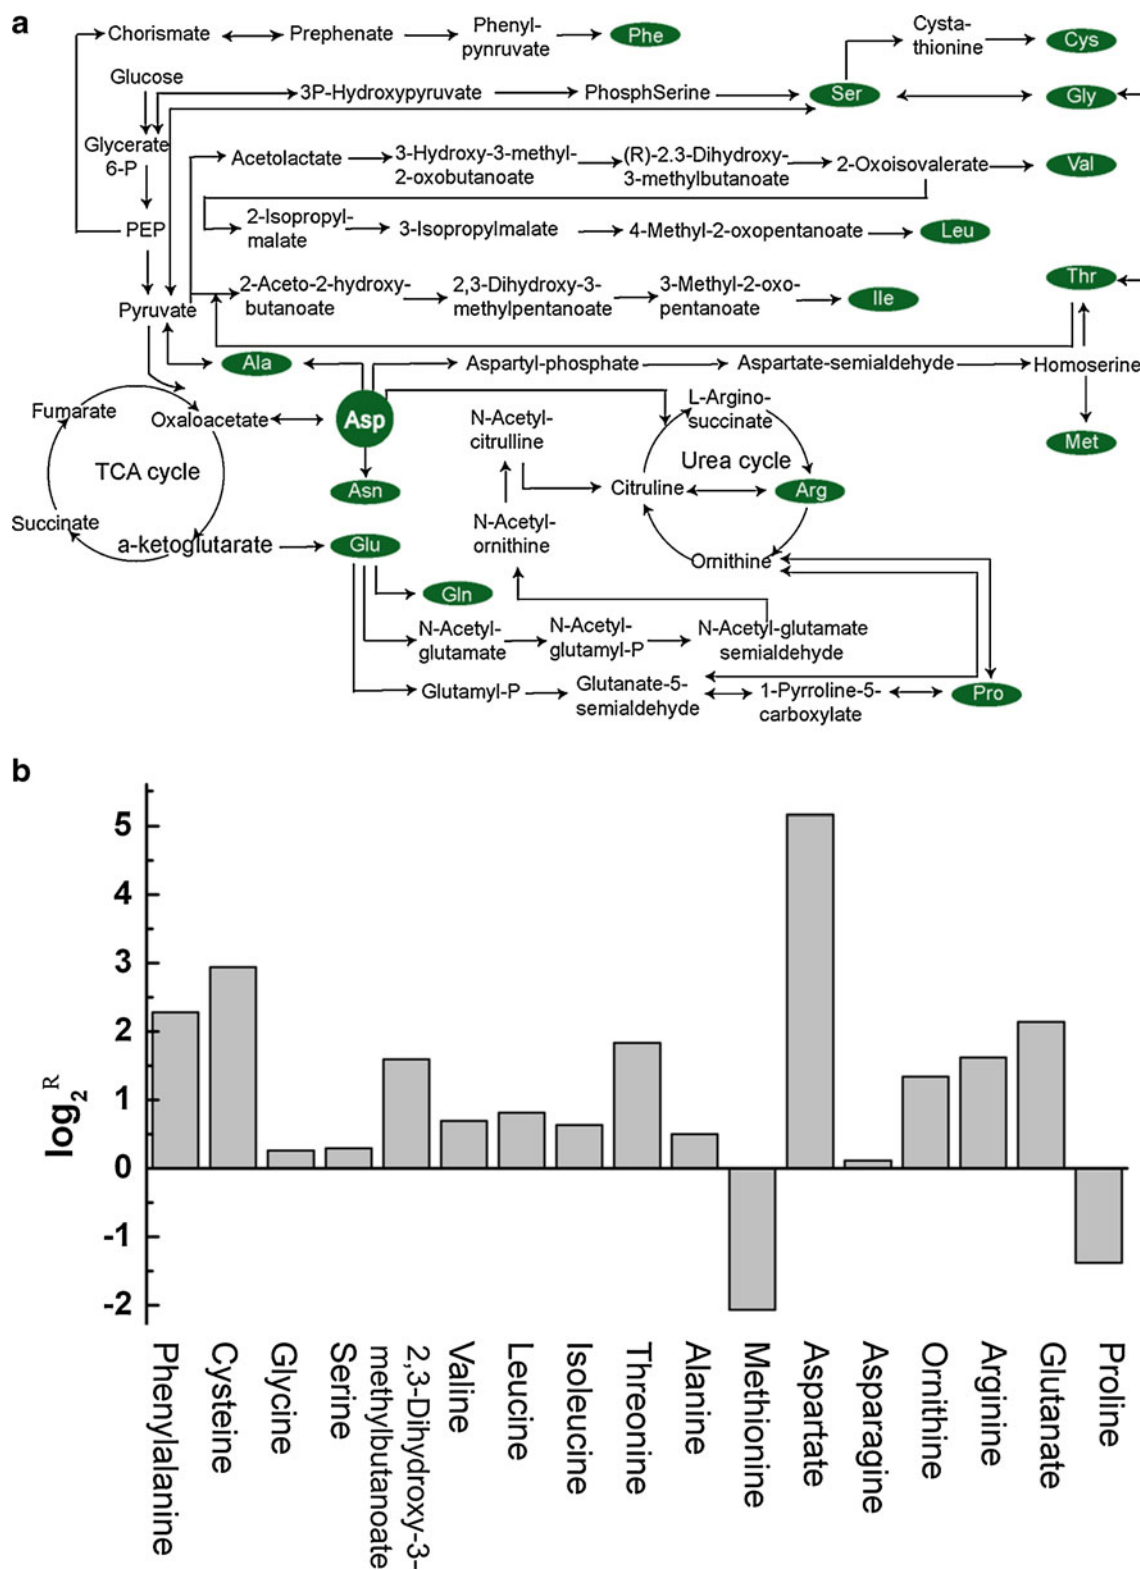 a
Chorismate
Prephenate
Phenyl-
pynruvate
Phe
Cysta-
thionine
Cys
Glucose
3P-Hydroxypyruvate
PhosphSerine
Ser
Gly
Glycerate
6-P
Acetolactate
3-Hydroxy-3-methyl-
2-oxobutanoate
(R)-2.3-Dihydroxy-
3-methylbutanoate
2-Oxoisovalerate
Val
PEP
2-Isopropyl-
malate
3-Isopropylmalate
4-Methyl-2-oxopentanoate
Leu
Pyruvate
2-Aceto-2-hydroxy-
butanoate
2,3-Dihydroxy-3-
methylpentanoate
3-Methyl-2-oxo-
pentanoate
Ile
Thr
Ala
Aspartyl-phosphate
Aspartate-semialdehyde
Homoserine
Fumarate
Oxaloacetate
Asp
N-Acetyl-
citrulline
L-Argino-
succinate
Met
TCA cycle
Urea cycle
Asn
Citruline
Arg
Succinate
a-ketoglutarate
Glu
N-Acetyl-
ornithine
Ornithine
Gln
N-Acetyl-
glutamate
N-Acetyl-
glutamyl-P
N-Acetyl-glutamate
semialdehyde
Glutamyl-P
Glutanate-5-
semialdehyde
1-Pyrroline-5-
carboxylate
Pro
b
5
4
3
2
1
0
-1
-2
log2R
Phenylalanine
Cysteine
Glycine
Serine
2,3-Dihydroxy-3-
methylbutanoate
Valine
Leucine
Isoleucine
Threonine
Alanine
Methionine
Aspartate
Asparagine
Ornithine
Arginine
Glutanate
Proline